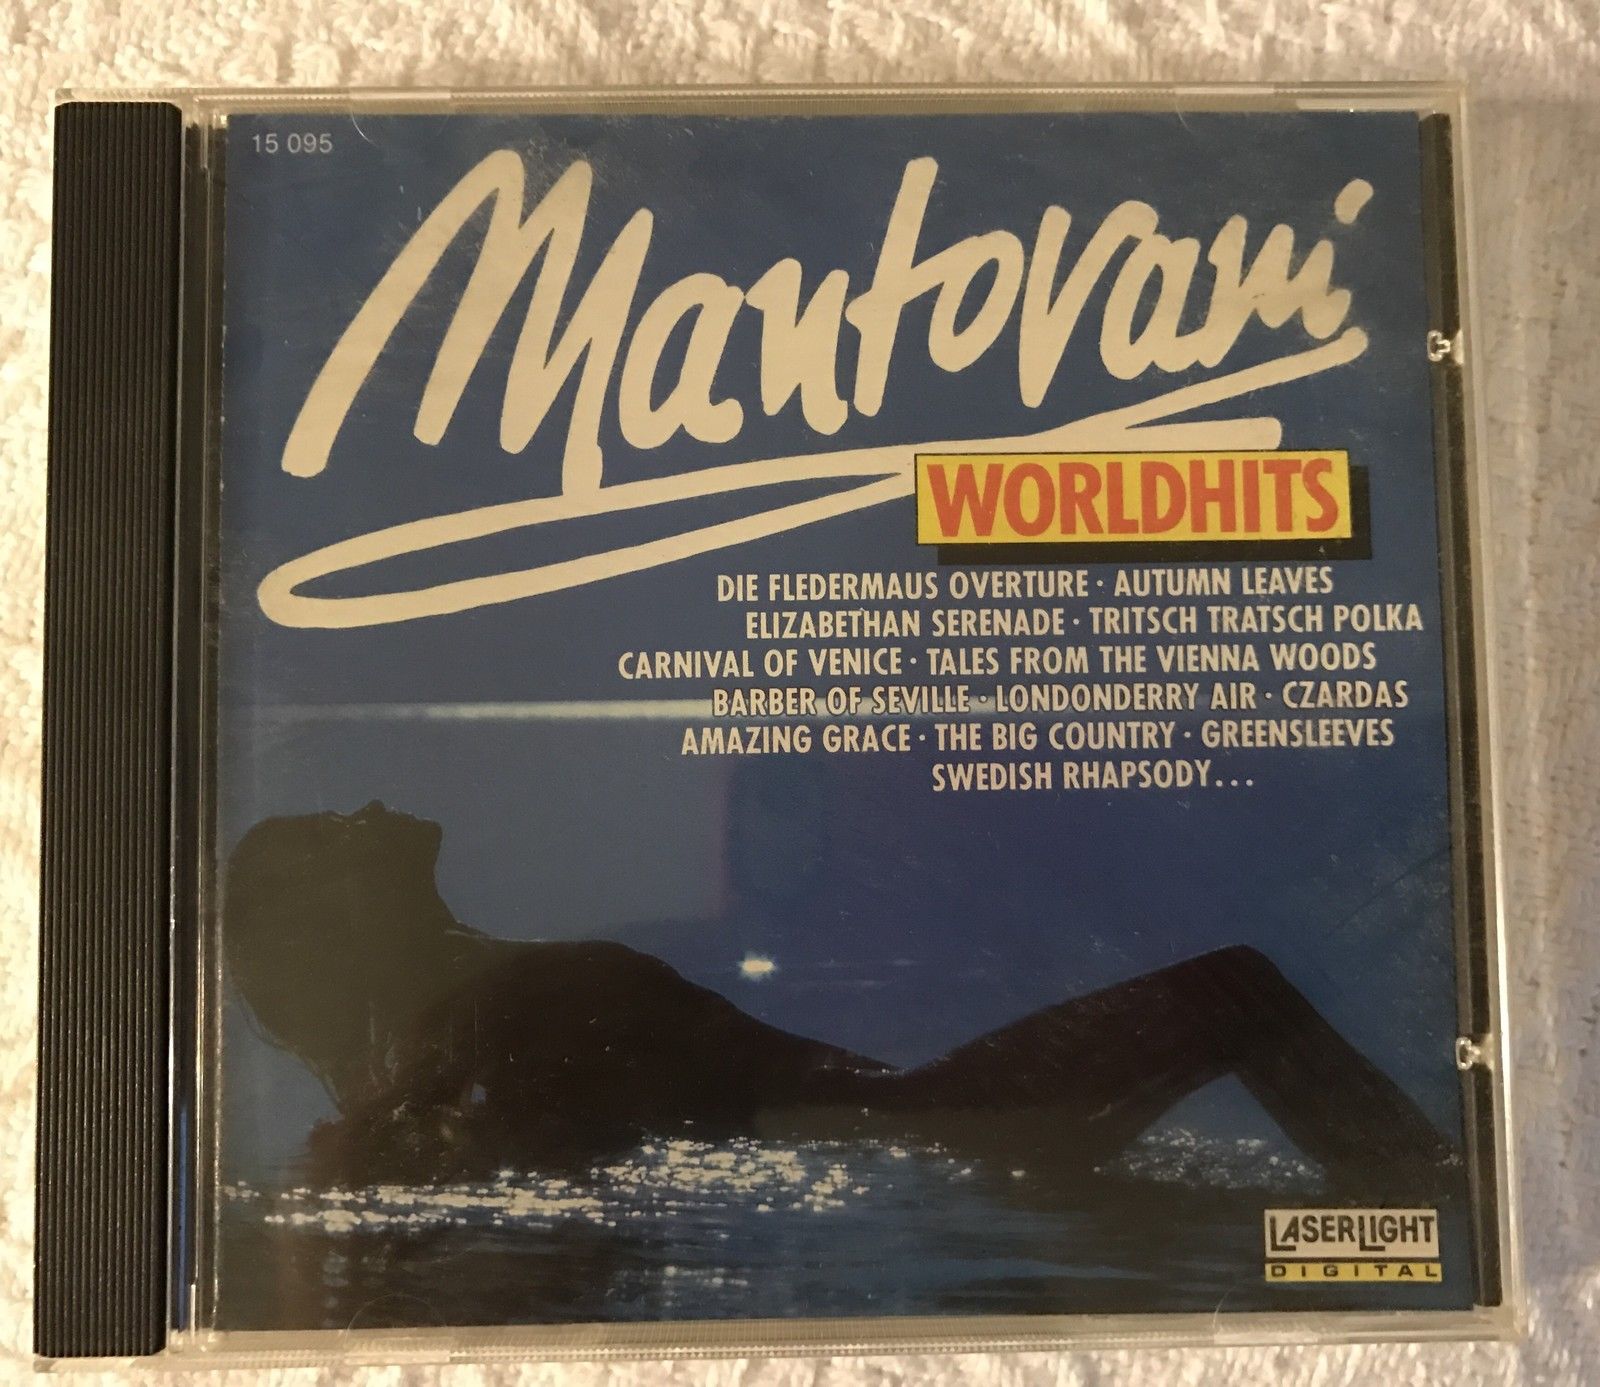 15 095
Mantovani
WORLDHITS
DIE FLEDERMAUS OVERTURE · AUTUMN LEAVES
ELIZABETHAN SERENADE · TRITSCH TRATSCH POLKA
CARNIVAL OF VENICE · TALES FROM THE VIENNA WOODS
BARBER OF SEVILLE · LONDONDERRY AIR · CZARDAS
AMAZING GRACE · THE BIG COUNTRY · GREENSLEEVES
SWEDISH RHAPSODY...
LASERLIGHT
DIGITAL